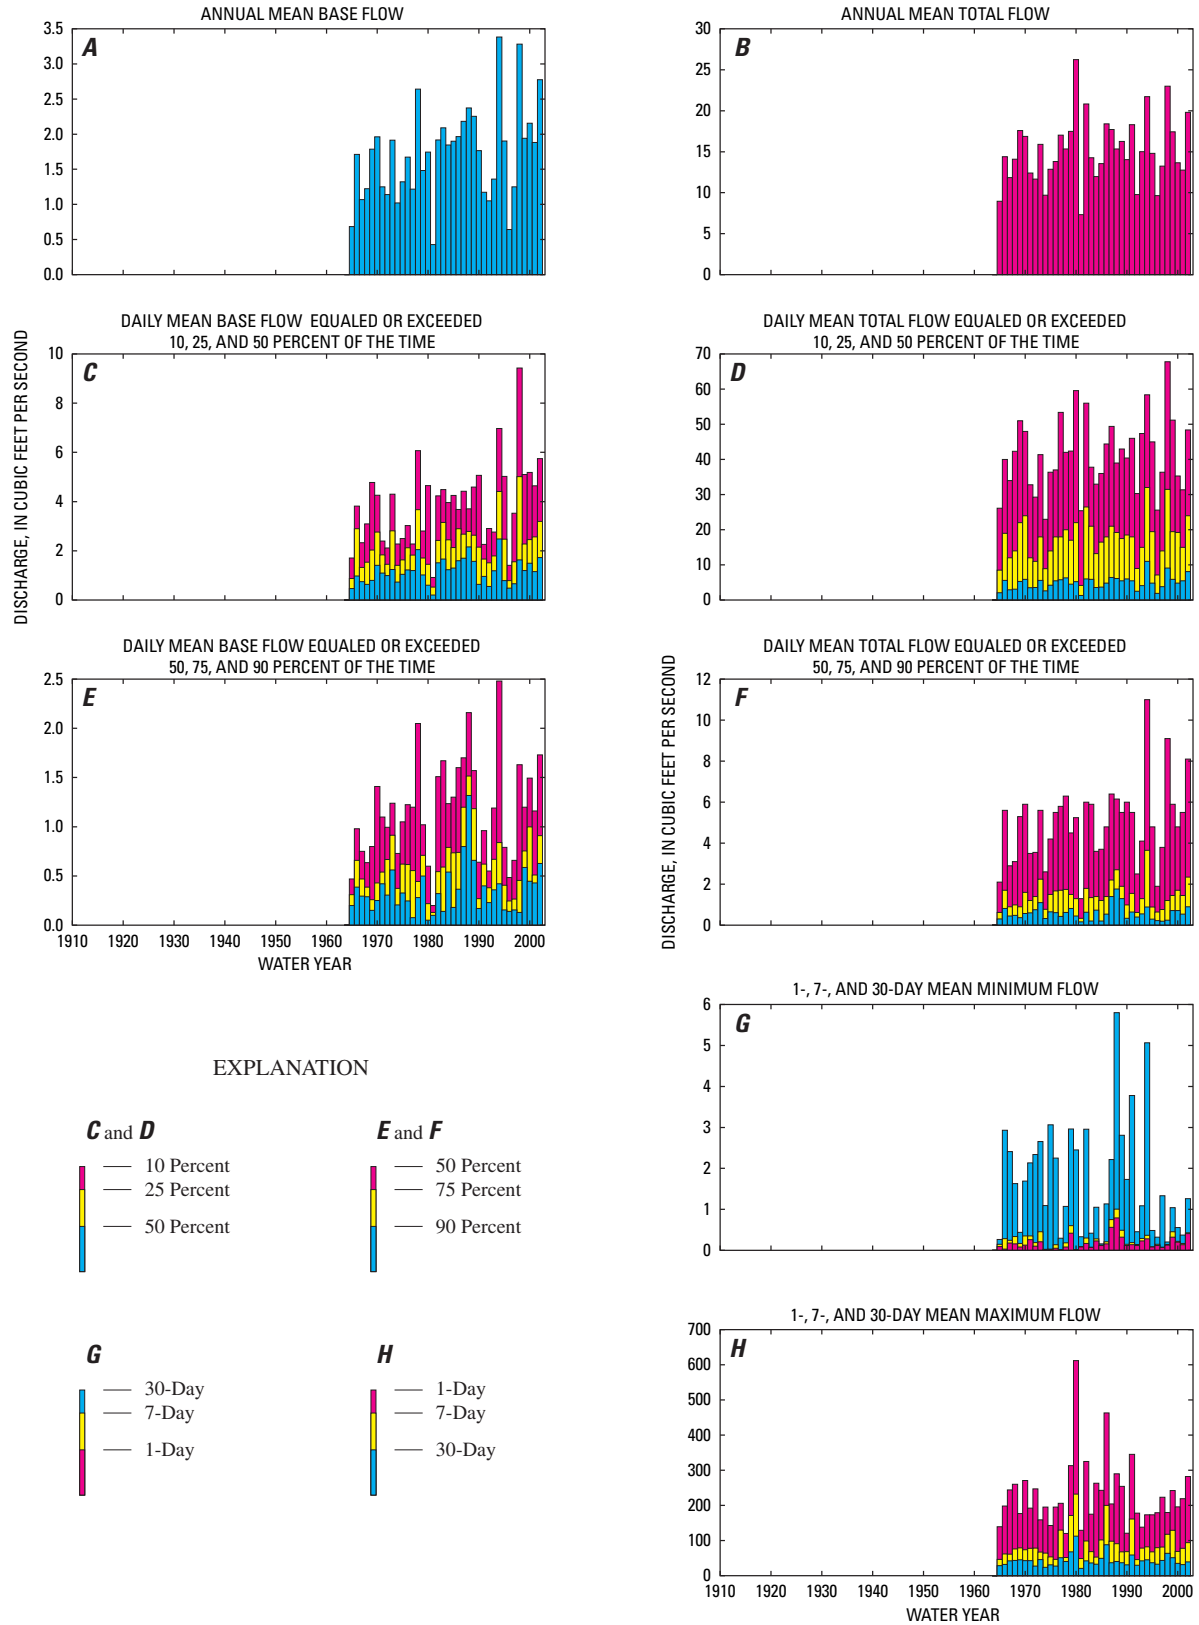 ANNUAL MEAN BASE FLOW
A
3.5
3.0
2.5
2.0
1.5
1.0
0.5
0.0
ANNUAL MEAN TOTAL FLOW
B
30
25
20
15
10
5
0
DISCHARGE, IN CUBIC FEET PER SECOND
DAILY MEAN BASE FLOW EQUALED OR EXCEEDED
10, 25, AND 50 PERCENT OF THE TIME
C
10
8
6
4
2
0
DAILY MEAN TOTAL FLOW EQUALED OR EXCEEDED
10, 25, AND 50 PERCENT OF THE TIME
D
70
60
50
40
30
20
10
0
DAILY MEAN BASE FLOW EQUALED OR EXCEEDED
50, 75, AND 90 PERCENT OF THE TIME
E
2.5
2.0
1.5
1.0
0.5
0.0
1910 1920 1930 1940 1950 1960 1970 1980 1990 2000
WATER YEAR
DISCHARGE, IN CUBIC FEET PER SECOND
DAILY MEAN TOTAL FLOW EQUALED OR EXCEEDED
50, 75, AND 90 PERCENT OF THE TIME
F
12
10
8
6
4
2
0
1-, 7-, AND 30-DAY MEAN MINIMUM FLOW
G
6
5
4
3
2
1
0
EXPLANATION
C and D
10 Percent
25 Percent
50 Percent
E and F
50 Percent
75 Percent
90 Percent
G
30-Day
7-Day
1-Day
H
1-Day
7-Day
30-Day
1-, 7-, AND 30-DAY MEAN MAXIMUM FLOW
H
700
600
500
400
300
200
100
0
1910 1920 1930 1940 1950 1960 1970 1980 1990 2000
WATER YEAR